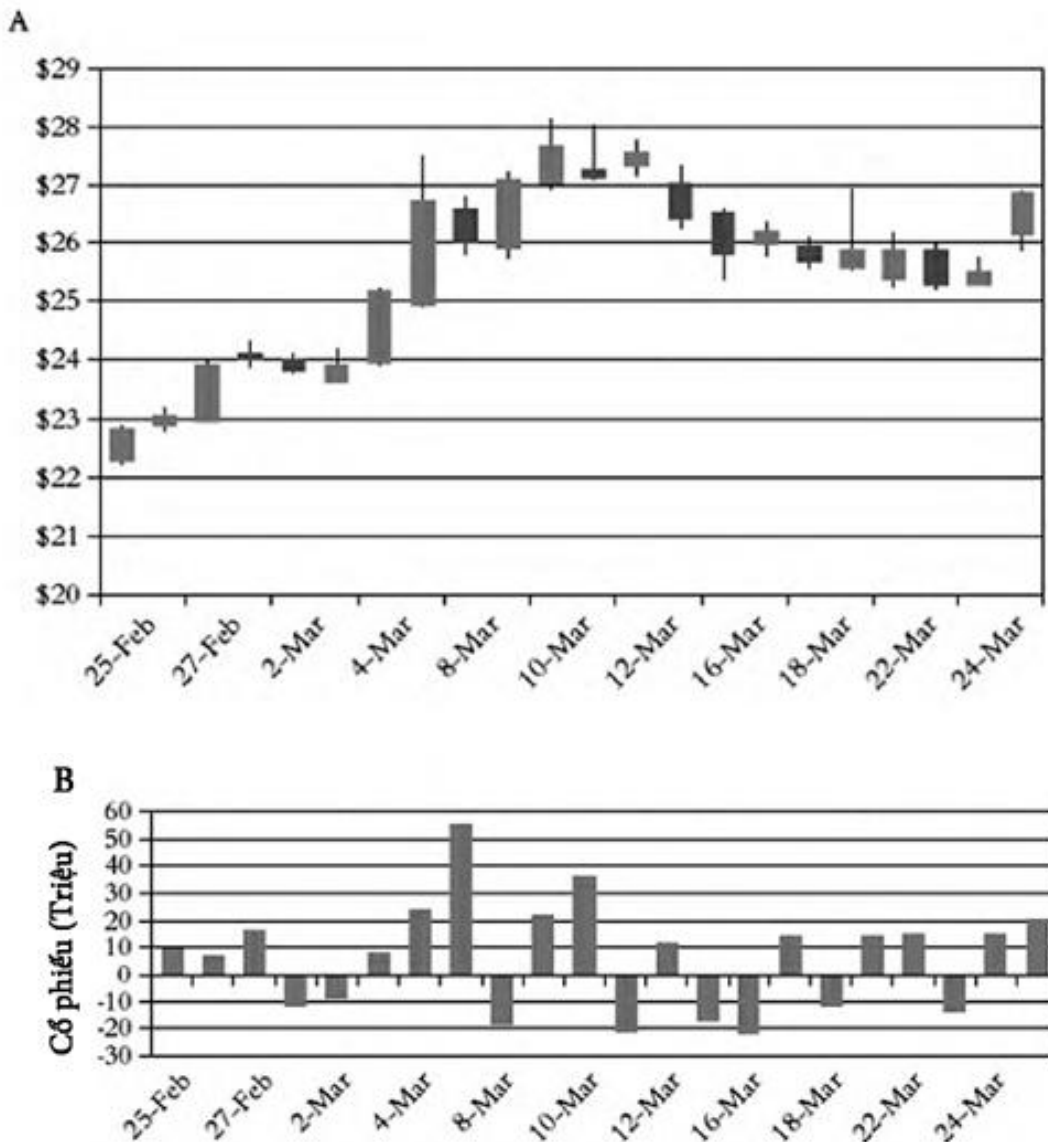 A
$29
$28
$27
$26
$25
$24
$23
$22
$21
$20
25-Feb
27-Feb
2-Mar
4-Mar
8-Mar
10-Mar
12-Mar
16-Mar
18-Mar
22-Mar
24-Mar
B
Cổ phiếu (Triệu)
60
50
40
30
20
10
0
-10
-20
-30
25-Feb
27-Feb
2-Mar
4-Mar
8-Mar
10-Mar
12-Mar
16-Mar
18-Mar
22-Mar
24-Mar